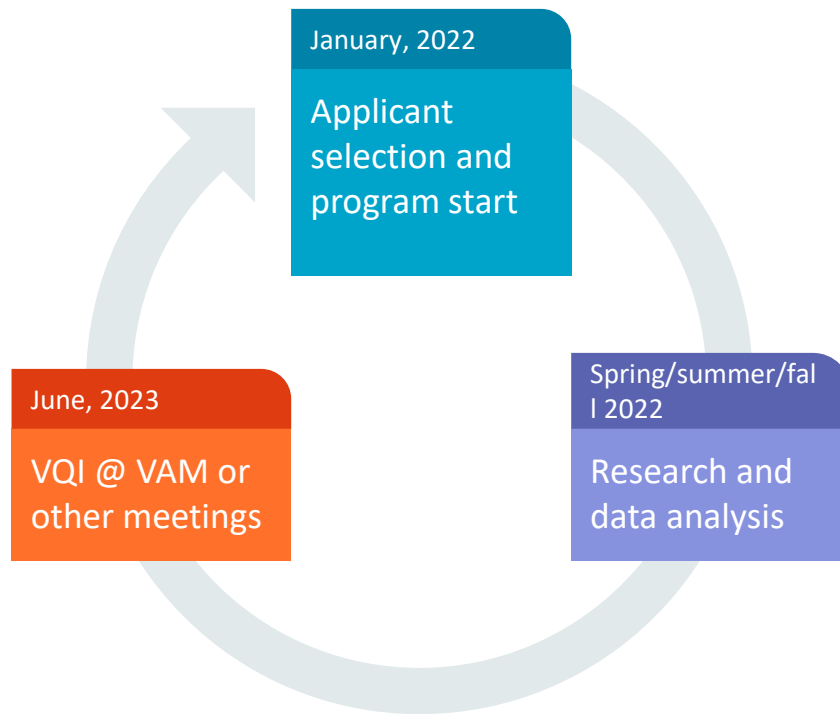 January, 2022
Applicant
selection and
program start
Spring/summer/fal
l 2022
Research and
data analysis
June, 2023
VQI @ VAM or
other meetings